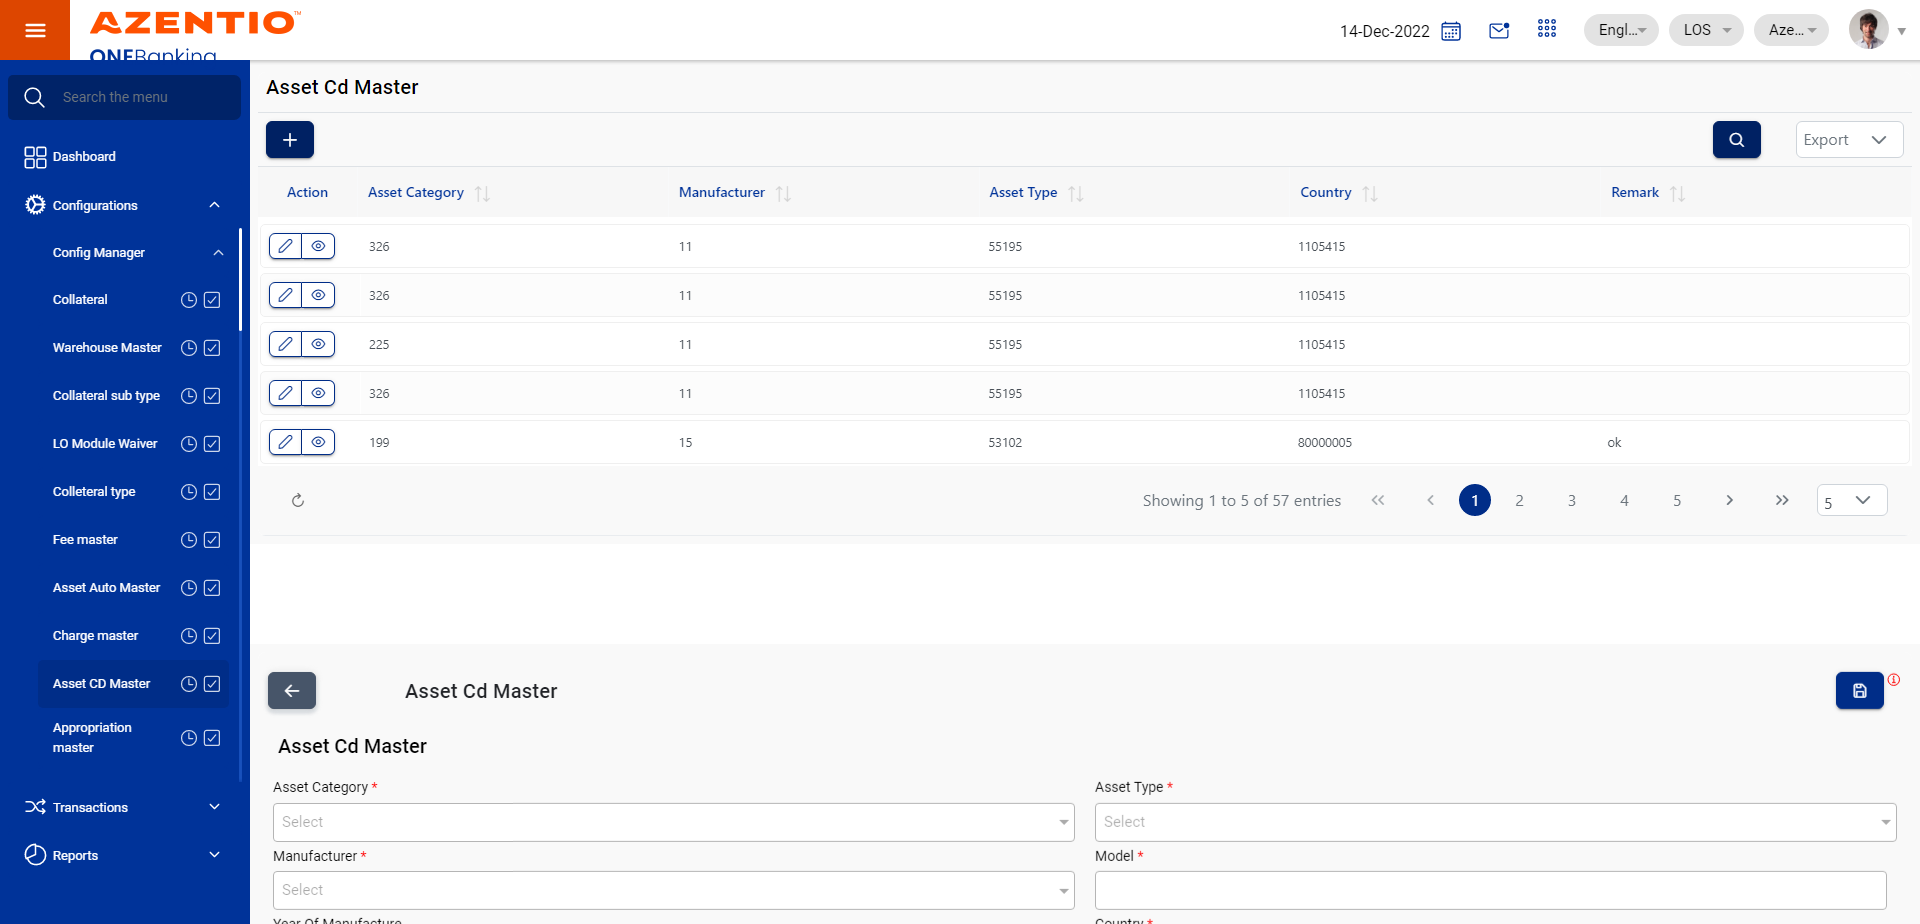 AZENTIO™
ONEBanking
14-Dec-2022
Engl...
LOS
Aze...
Search the menu
Dashboard
Configurations
Config Manager
Collateral
Warehouse Master
Collateral sub type
LO Module Waiver
Colleteral type
Fee master
Asset Auto Master
Charge master
Asset CD Master
Appropriation
master
Transactions
Reports
Asset Cd Master
Export
Action Asset Category Manufacturer Asset Type Country Remark
326 11 55195 1105415
326 11 55195 1105415
225 11 55195 1105415
326 11 55195 1105415
199 15 53102 80000005 ok
Showing 1 to 5 of 57 entries 1 2 3 4 5 5
Asset Cd Master
Asset Cd Master
Asset Category * Asset Type *
Select Select
Manufacturer * Model *
Select
Year Of Manufacture Country *